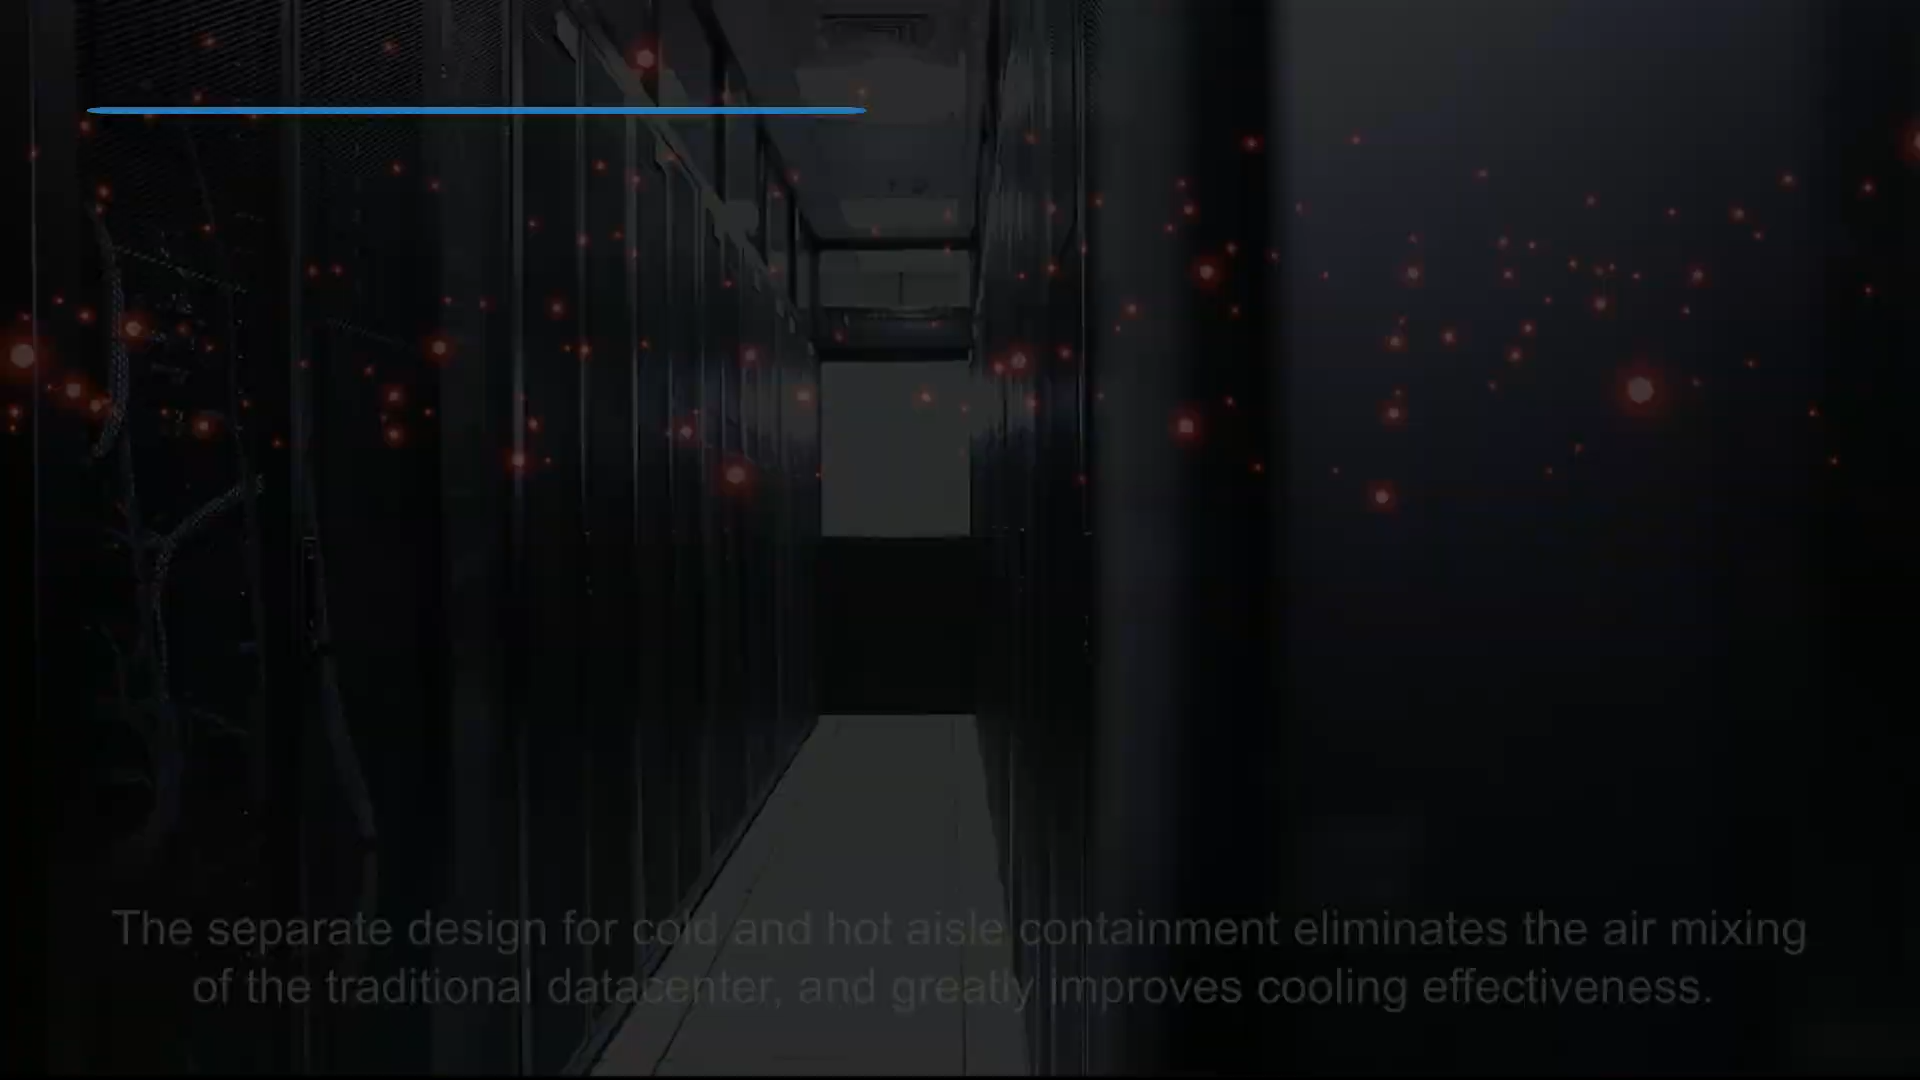 The separate design for cold and hot aisle containment eliminates the air mixing
of the traditional datacenter, and greatly improves cooling effectiveness.